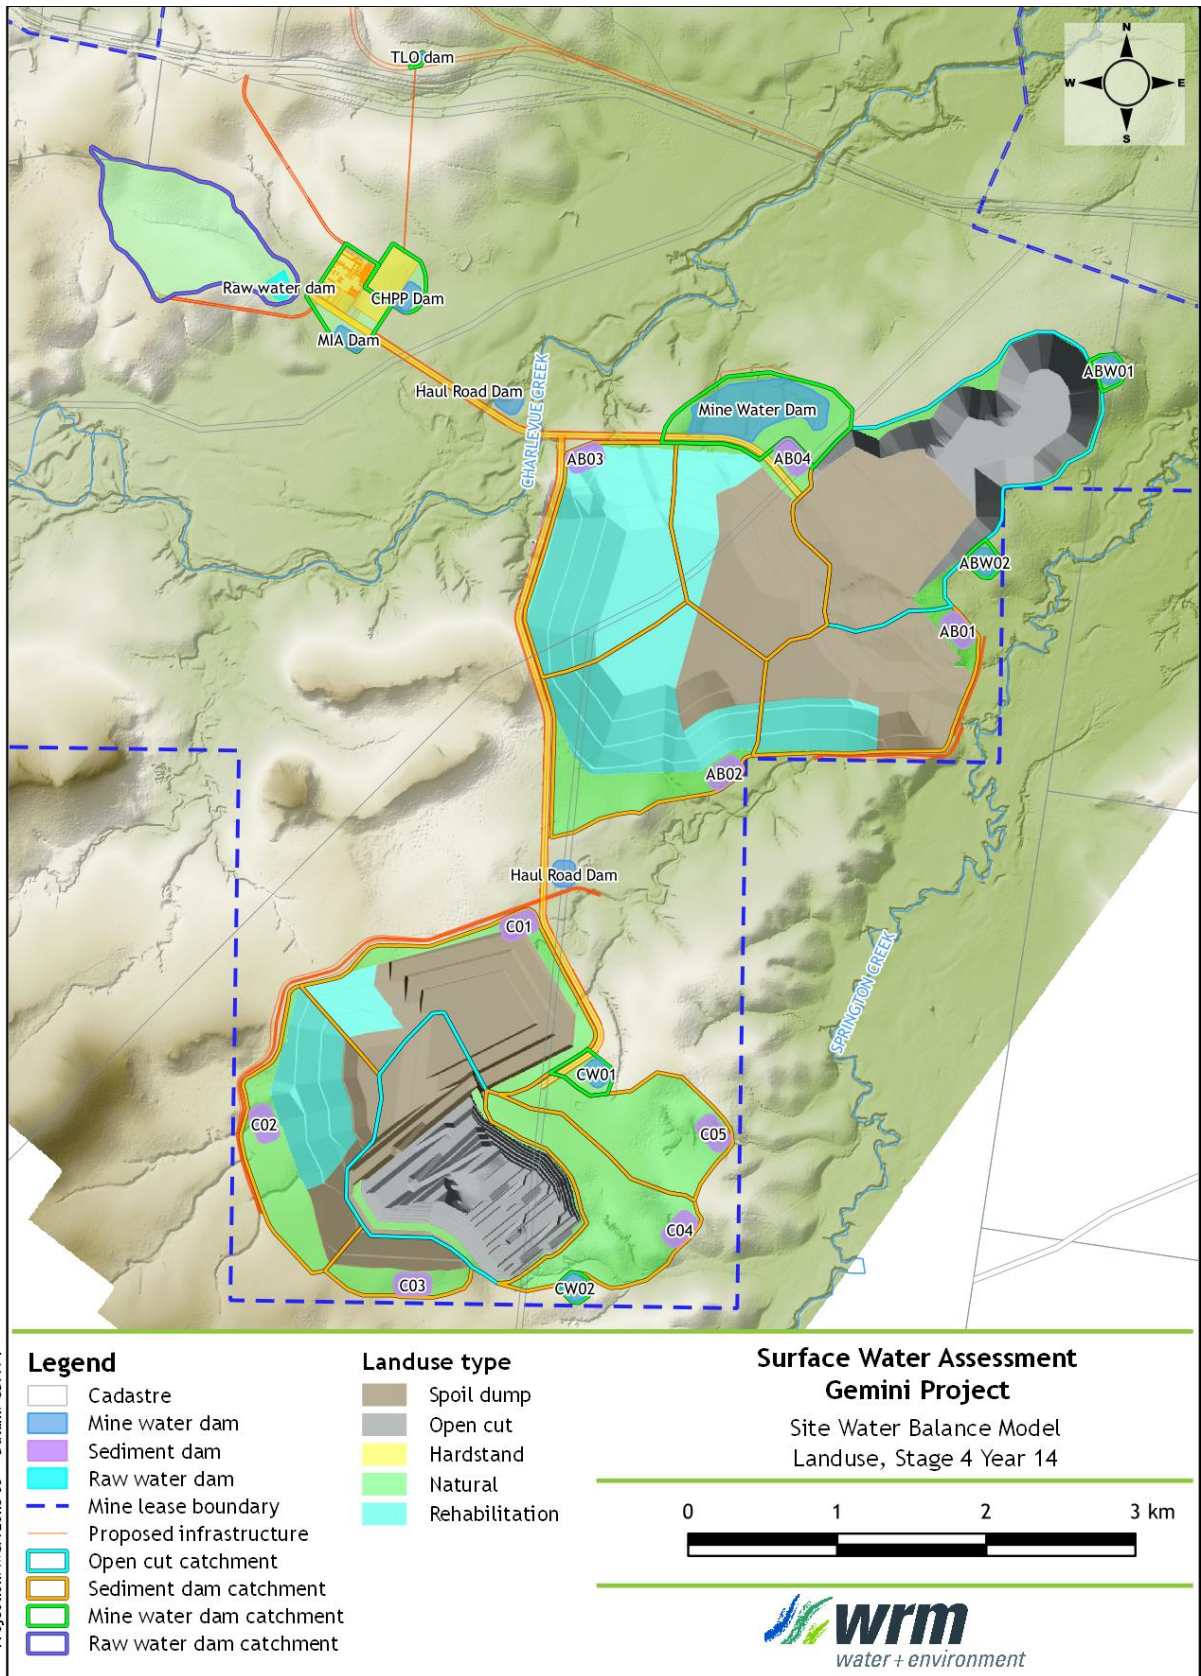 TLO dam
N
W
E
S
Raw water dam
CHPP Dam
MIA Dam
Haul Road Dam
CHARLEVUE CREEK
Mine Water Dam
ABW01
AB03
AB04
ABW02
AB01
AB02
Haul Road Dam
C01
SPRINGTON CREEK
CW01
C02
C05
C04
C03
CW02
Legend
Cadastre
Mine water dam
Sediment dam
Raw water dam
Mine lease boundary
Proposed infrastructure
Open cut catchment
Sediment dam catchment
Mine water dam catchment
Raw water dam catchment
Landuse type
Spoil dump
Open cut
Hardstand
Natural
Rehabilitation
Surface Water Assessment
Gemini Project
Site Water Balance Model
Landuse, Stage 4 Year 14
0 1 2 3 km
wrm
water + environment